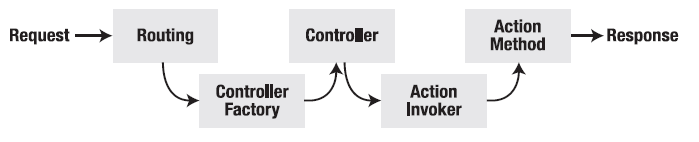 Request
Routing
Controller
Factory
Controller
Action
Invoker
Action
Method
Response